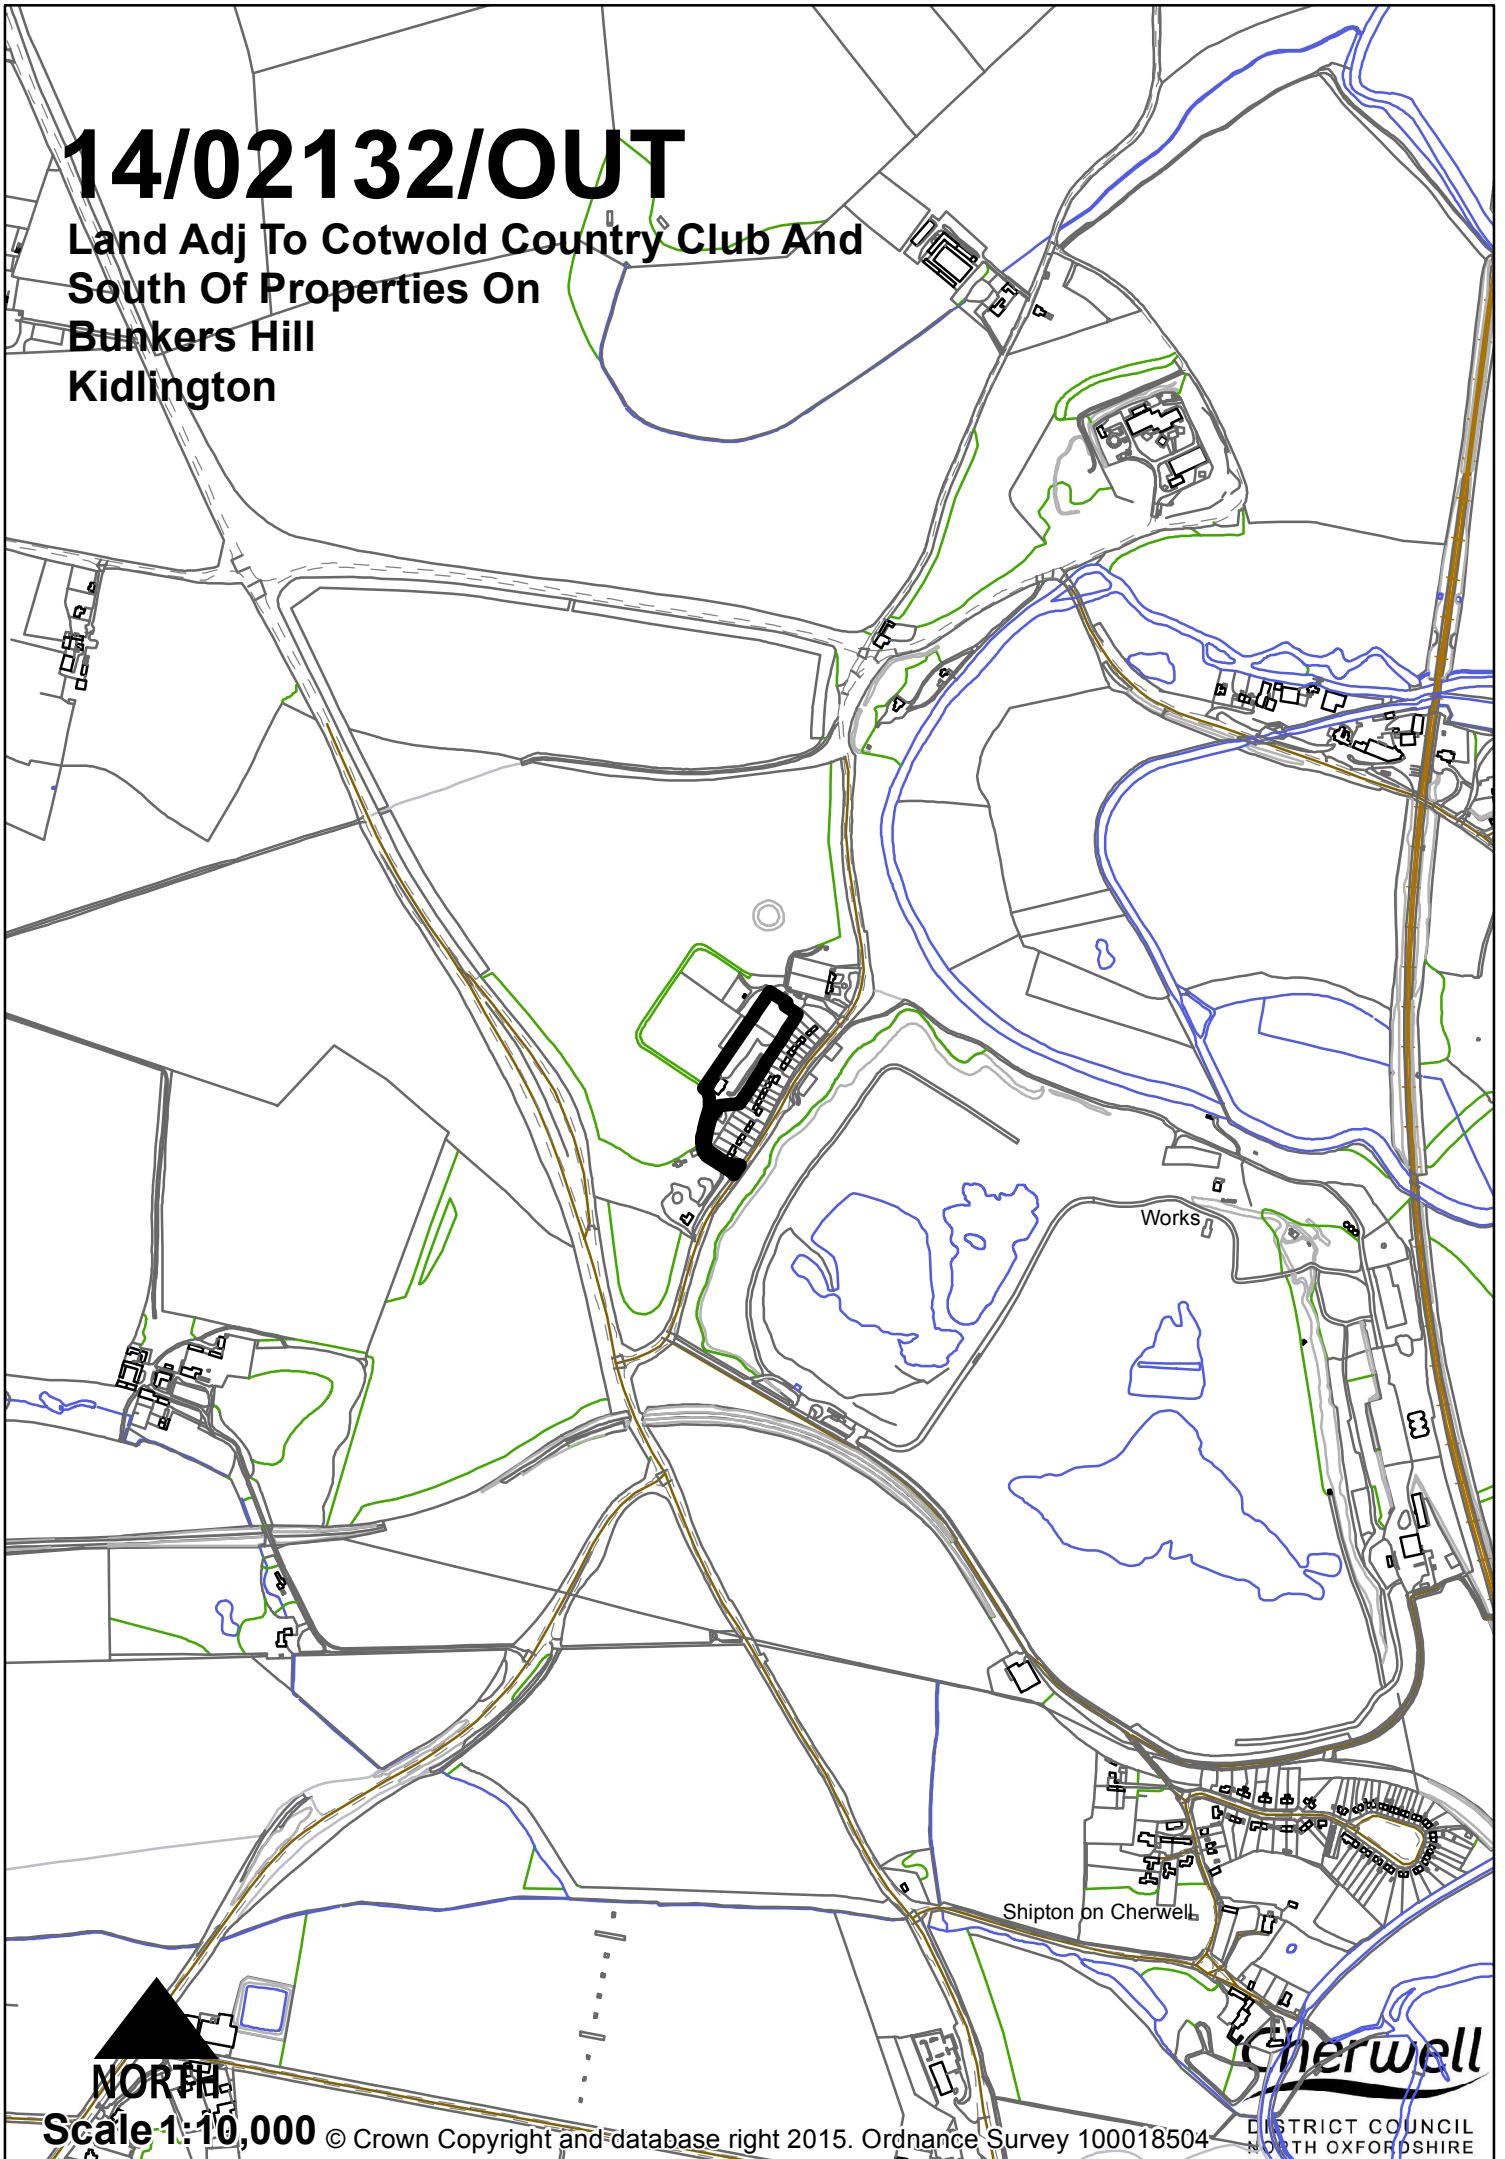 14/02132/OUT
Land Adj To Cotwold Country Club And
South Of Properties On
Bunkers Hill
Kidlington
Works
Shipton on Cherwell
NORTH
Scale 1:10,000
© Crown Copyright and database right 2015. Ordnance Survey 100018504
Cherwell
DISTRICT COUNCIL
NORTH OXFORDSHIRE